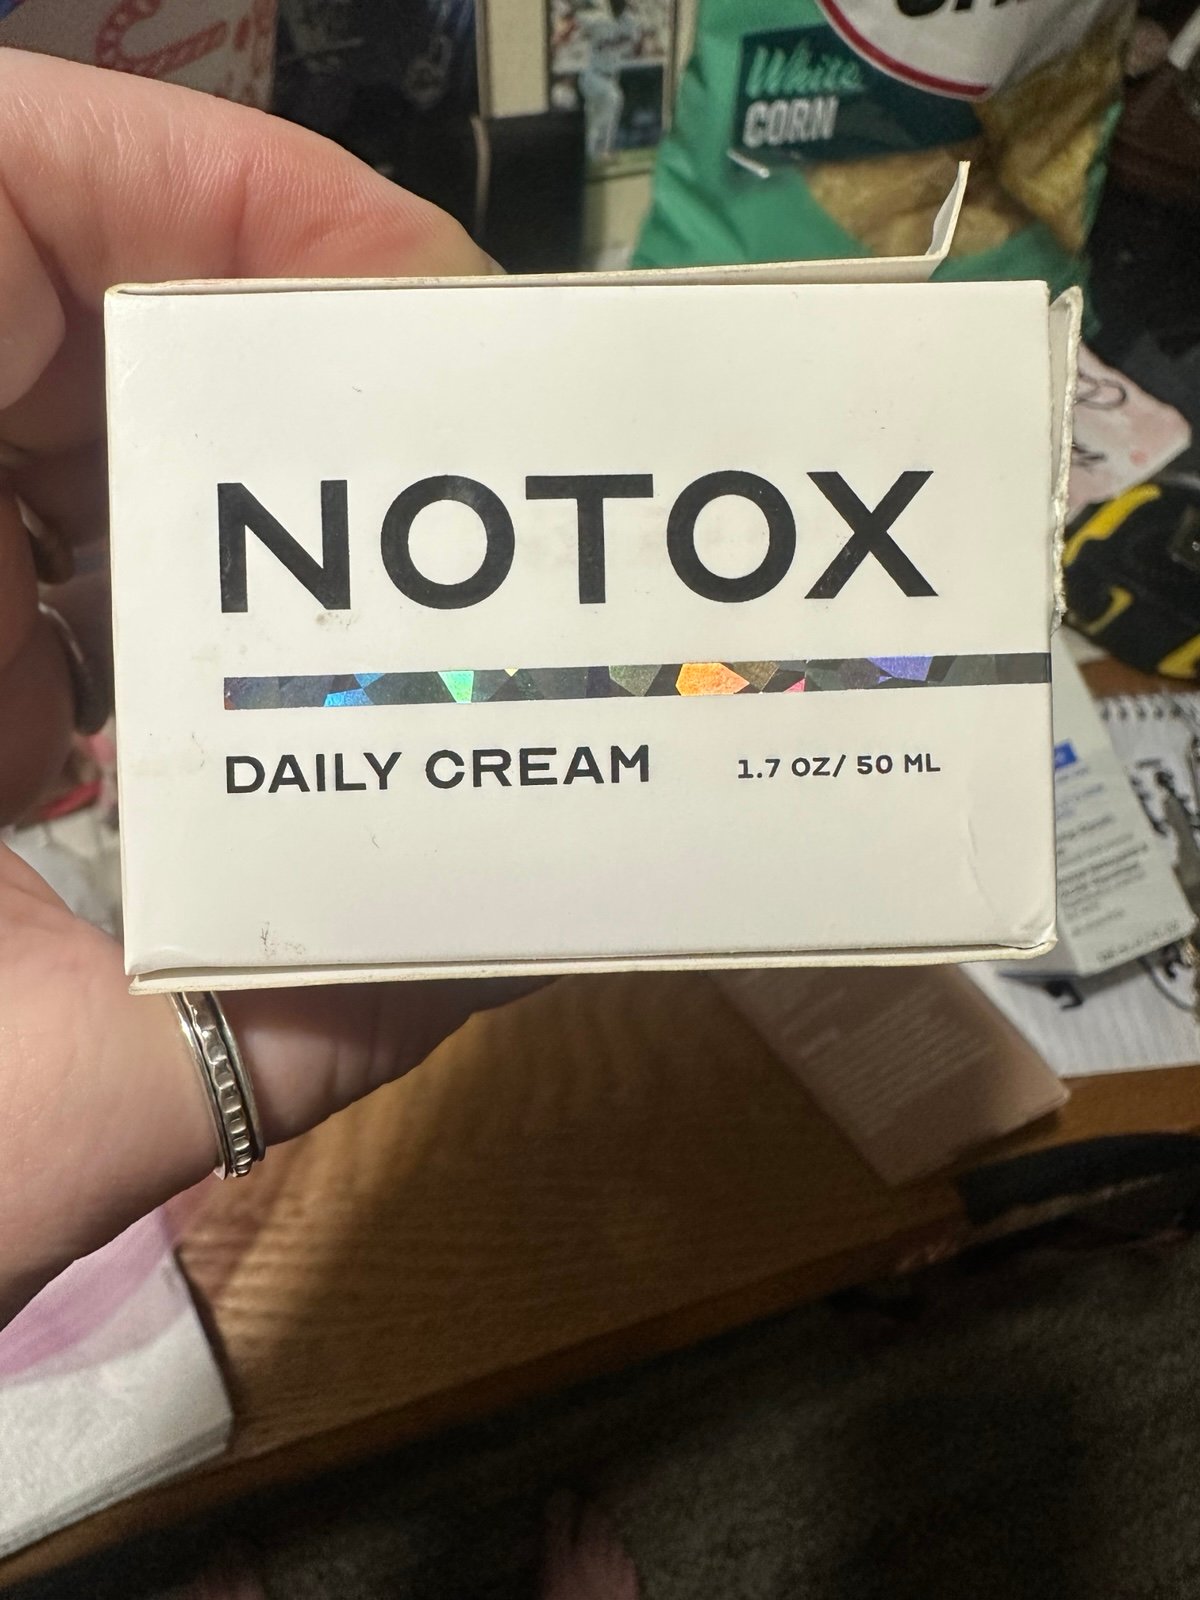 White
CORN
NOTOX
DAILY CREAM
1.7 OZ/ 50 ML